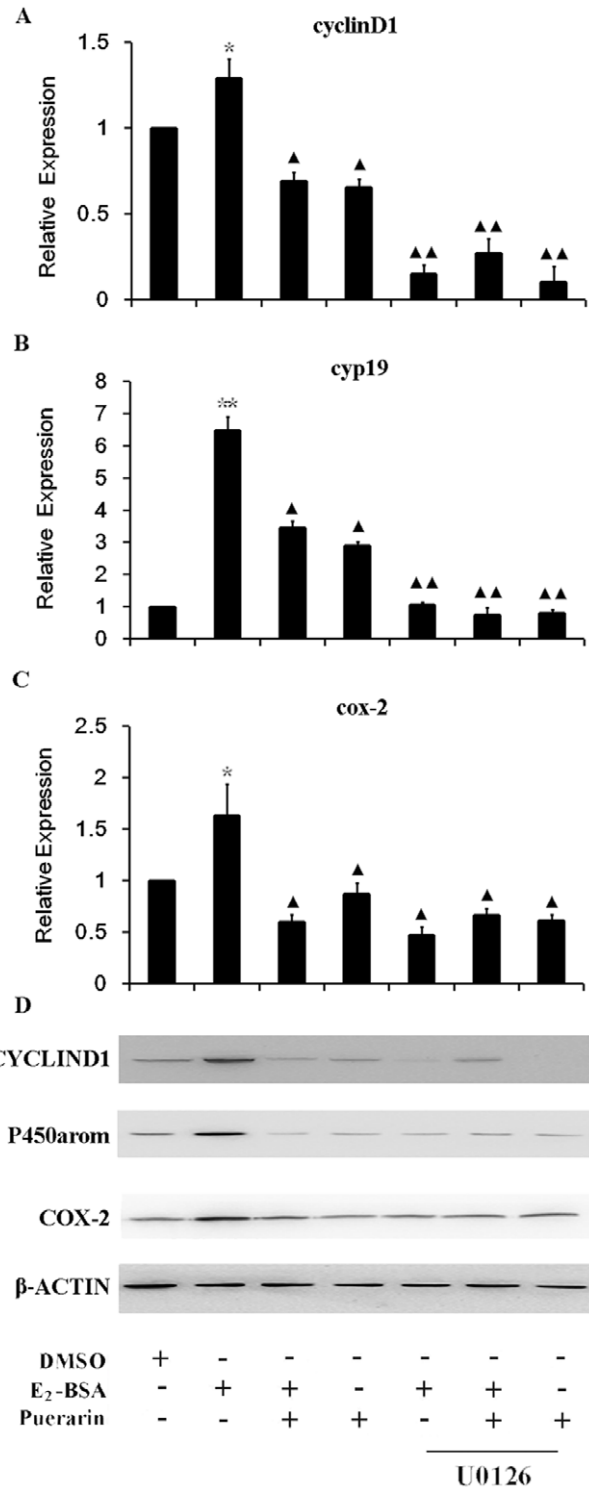 A
cyclinD1
1.5
*
1
▲
▲
0.5
▲▲
▲▲
▲▲
0
Relative Expression
B
cyp19
8
7
**
6
5
4
▲
▲
3
2
▲▲
▲▲
▲▲
1
0
Relative Expression
C
cox-2
2.5
2
*
1.5
▲
1
▲
▲
▲
▲
0.5
0
Relative Expression
D
CYCLIND1
P450arom
COX-2
β-ACTIN
DMSO + - - - - - -
E₂-BSA - + + - + + -
Puerarin - - + + - + +
U0126